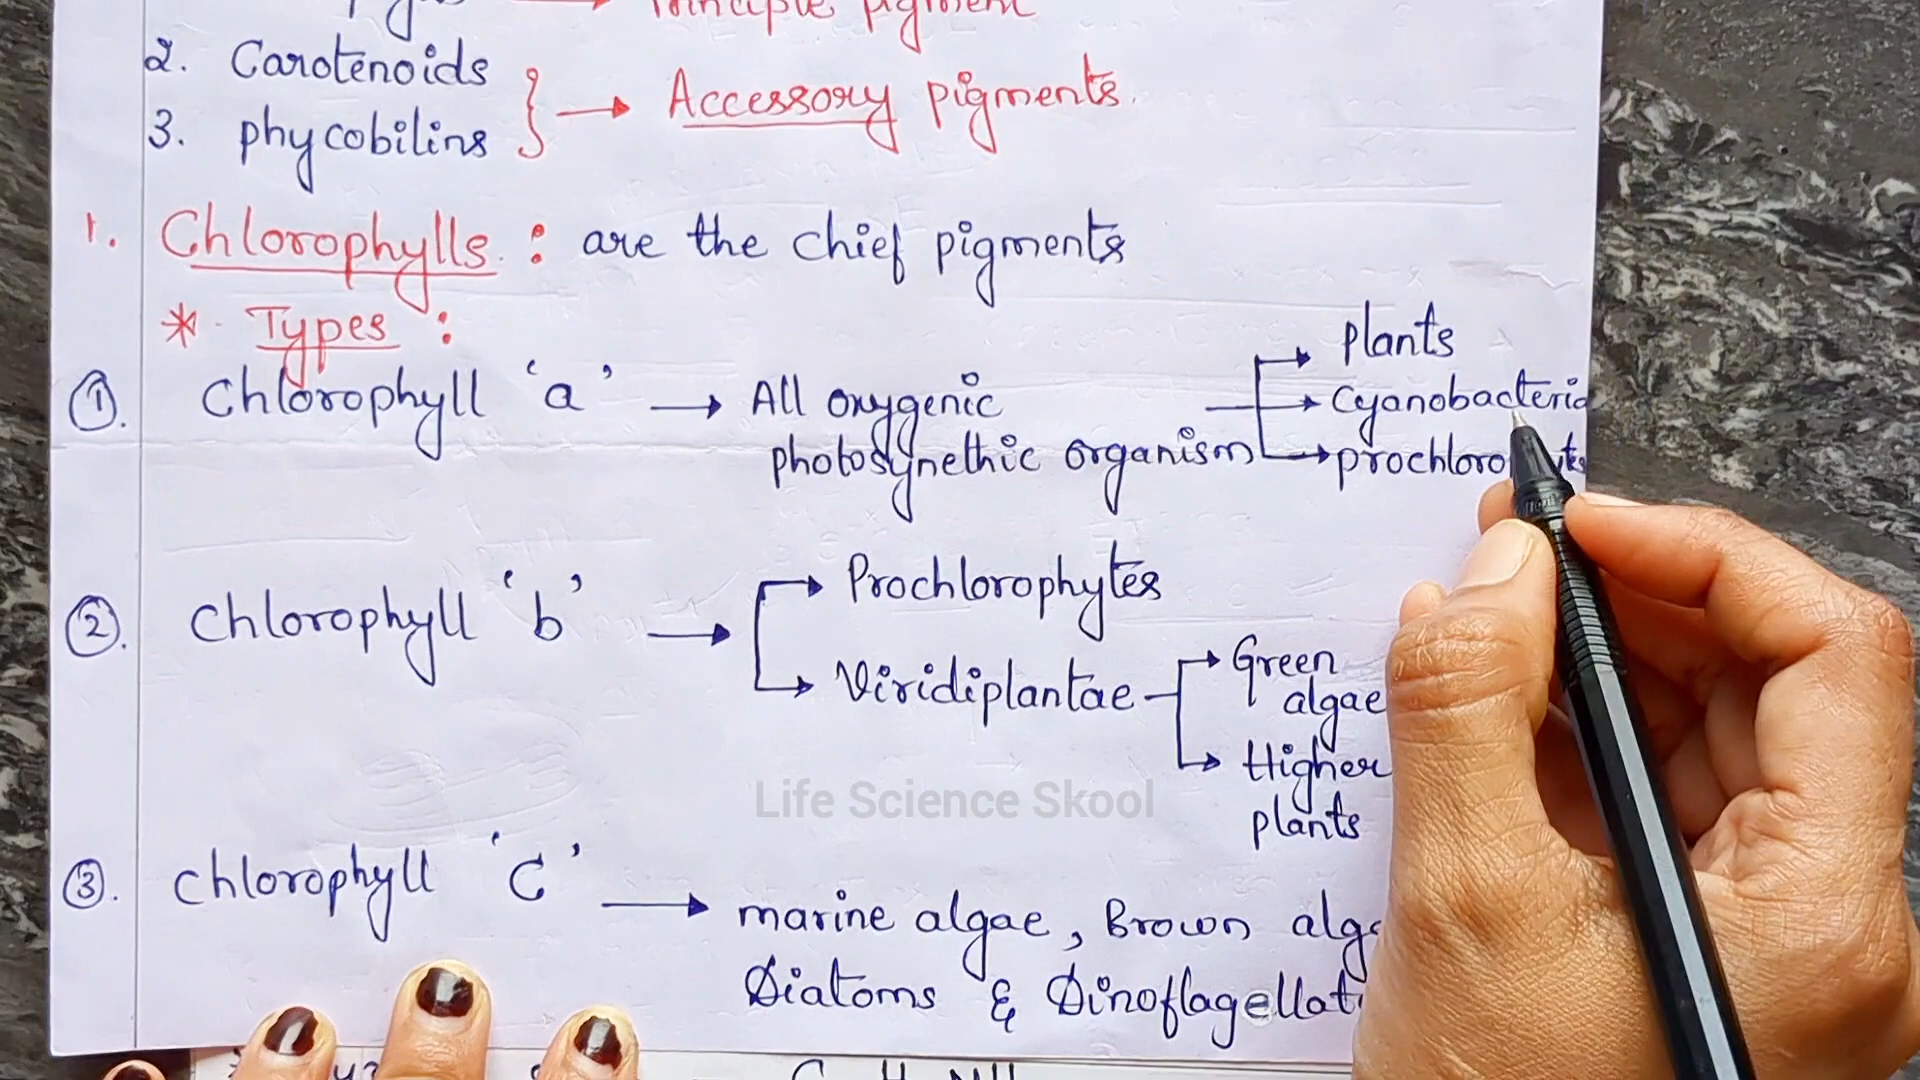 → Principle pigment
2. Carotenoids
3. phycobilins } → Accessory pigments.
1. Chlorophylls : are the chief pigments
* Types :
①. Chlorophyll 'a' → All oxygenic photosynethic organism → plants
→ Cyanobacteria
→ prochloro
②. Chlorophyll 'b' → Prochlorophytes
→ Viridiplantae → Green algae
→ Higher plants
Life Science Skool
③. Chlorophyll 'c' → marine algae, Brown
Diatoms &